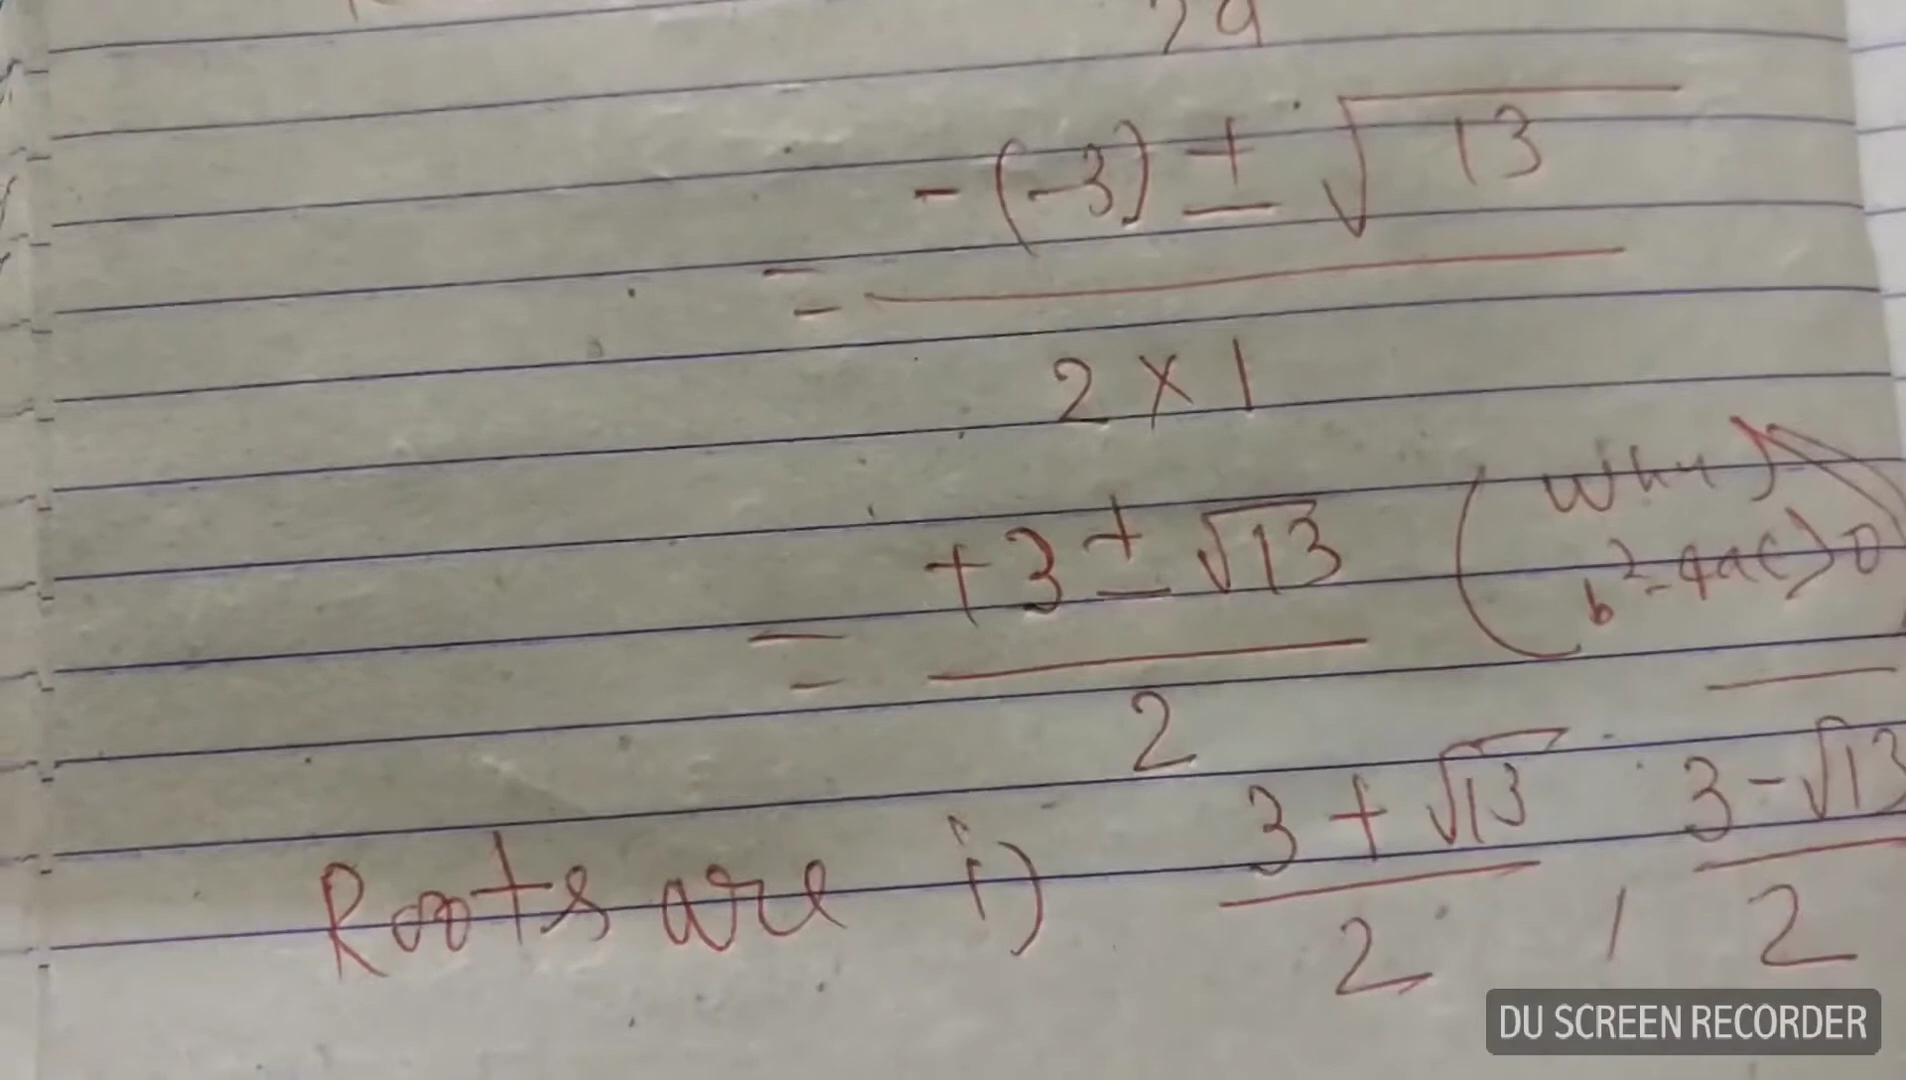 2a
= -(-3) ± √13
2 × 1
= +3 ± √13 (When
b²-4ac>0)
2
Roots are i) 3 + √13 , 3 - √13
2 2
DU SCREEN RECORDER